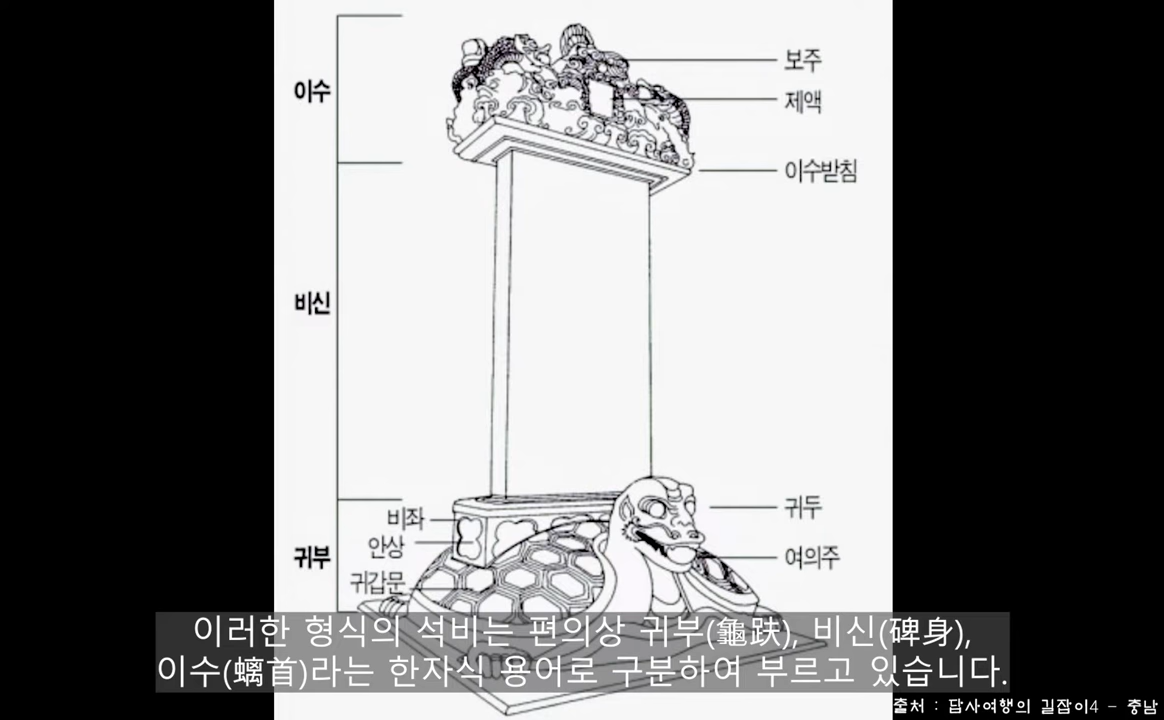 보주
이수
제액
이수받침
비신
귀두
비좌
안상
여의주
귀부
귀갑문
이러한 형식의 석비는 편의상 귀부(龜趺), 비신(碑身),
이수(螭首)라는 한자식 용어로 구분하여 부르고 있습니다.
출처 : 답사여행의 길잡이4 - 충남